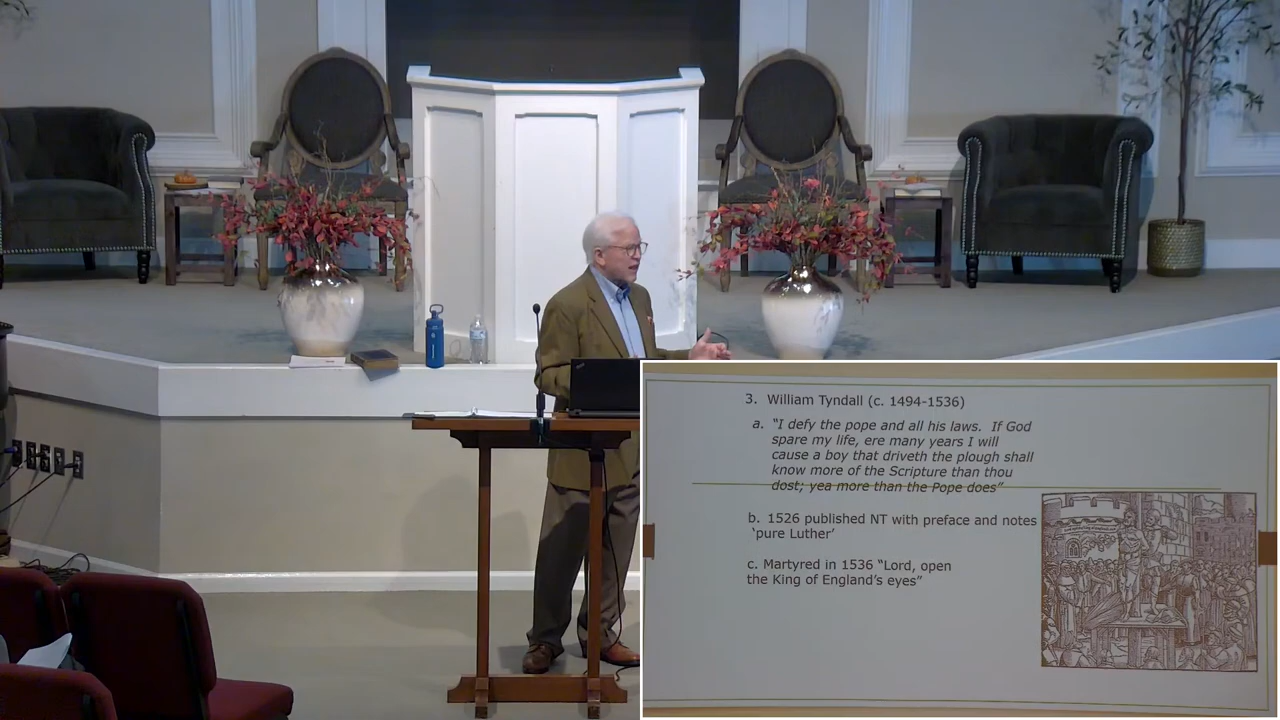 3. William Tyndall (c. 1494-1536)
a. “I defy the pope and all his laws. If God
spare my life, ere many years I will
cause a boy that driveth the plough shall
know more of the Scripture than thou
dost; yea more than the Pope does”
b. 1526 published NT with preface and notes
‘pure Luther’
c. Martyred in 1536 “Lord, open
the King of England’s eyes”